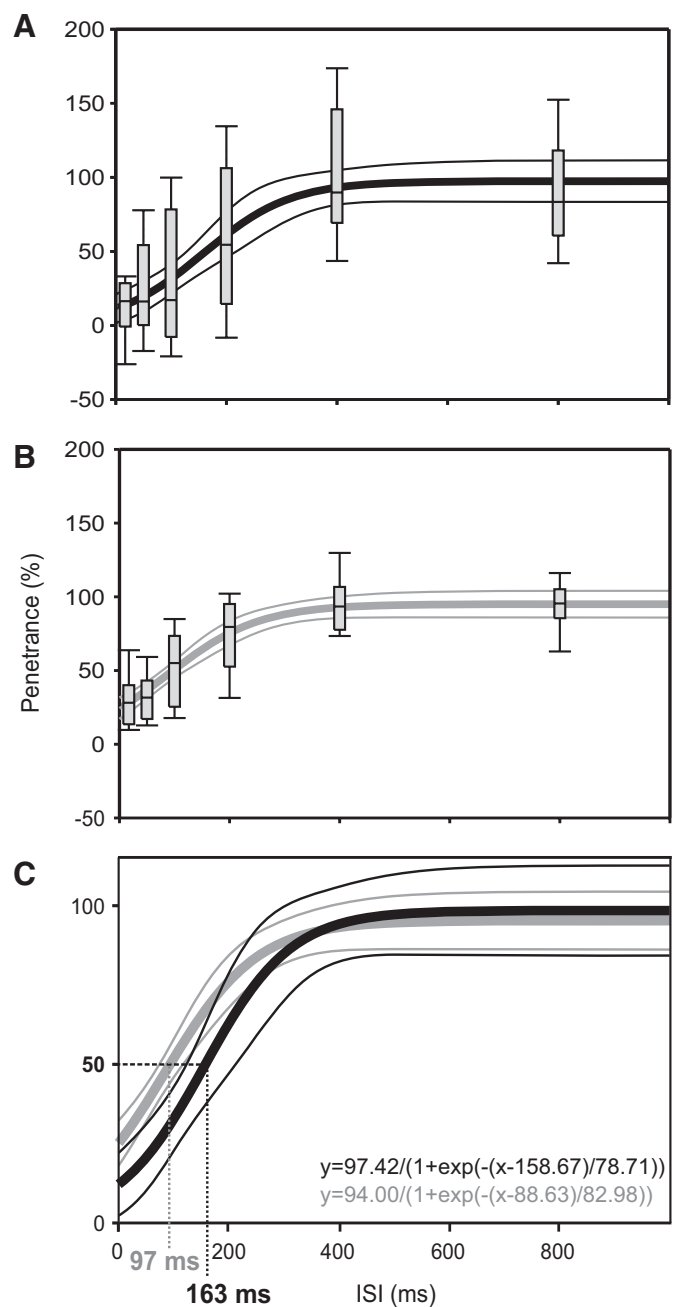 A
200
150
100
50
0
-50
B
200
150
100
50
0
-50
Penetrance (%)
C
100
50
0
y=97.42/(1+exp(-(x-158.67)/78.71))
y=94.00/(1+exp(-(x-88.63)/82.98))
0 200 400 600 800
97 ms
163 ms
ISI (ms)